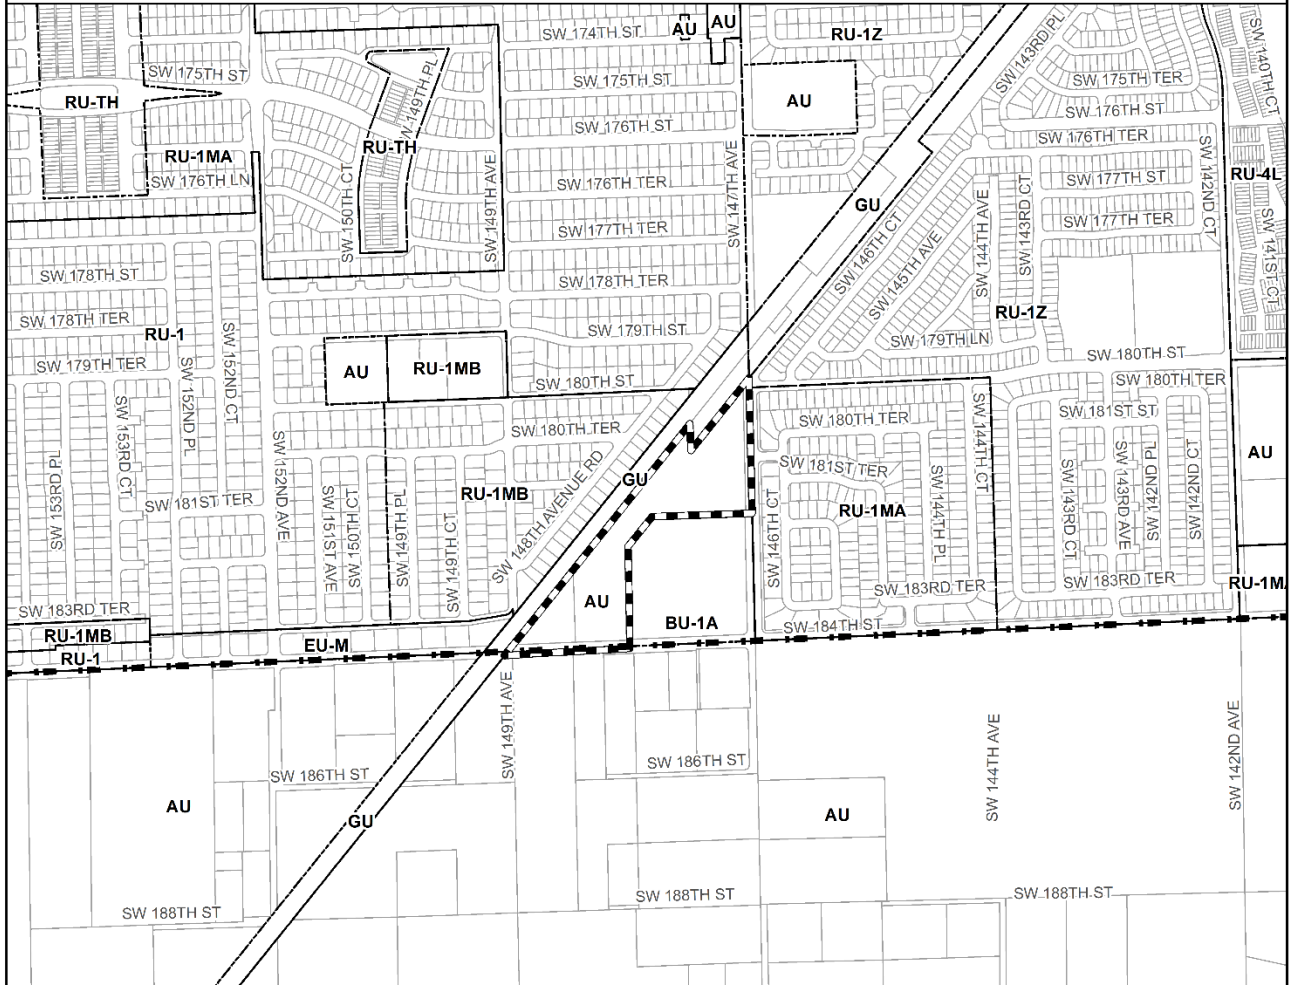 AU
AU
RU-1Z
SW 174TH ST
SW 143RD PL
SW 140TH CT
SW 175TH ST
SW 149TH PL
SW 175TH ST
SW 175TH TER
RU-TH
AU
SW 176TH ST
SW 176TH ST
SW 176TH TER
RU-TH
RU-1MA
SW 176TH LN
SW 150TH CT
SW 149TH AVE
SW 176TH TER
SW 147TH AVE
SW 177TH ST
SW 142ND CT
RU-4L
GU
SW 177TH TER
SW 177TH TER
SW 146TH CT
SW 145TH AVE
SW 144TH AVE
SW 143RD CT
SW 141ST CT
SW 178TH ST
SW 178TH TER
SW 178TH TER
RU-1
RU-1Z
SW 179TH ST
SW 179TH LN
SW 179TH TER
SW 152ND PL
SW 152ND CT
AU
RU-1MB
SW 180TH ST
SW 180TH ST
SW 180TH TER
SW 180TH TER
SW 180TH TER
SW 181ST ST
SW 153RD PL
SW 153RD CT
SW 152ND AVE
SW 144TH CT
AU
SW 181ST TER
SW 181ST TER
SW 151ST AVE
SW 150TH CT
SW 149TH PL
SW 149TH CT
RU-1MB
SW 148TH AVENUE RD
GU
SW 146TH CT
RU-1MA
SW 144TH PL
SW 143RD CT
SW 143RD AVE
SW 142ND PL
SW 142ND CT
SW 183RD TER
SW 183RD TER
SW 183RD TER
RU-1MA
AU
BU-1A
SW 184TH ST
RU-1MB
RU-1
EU-M
SW 149TH AVE
SW 186TH ST
SW 186TH ST
SW 144TH AVE
SW 142ND AVE
AU
GU
AU
SW 188TH ST
SW 188TH ST
SW 188TH ST